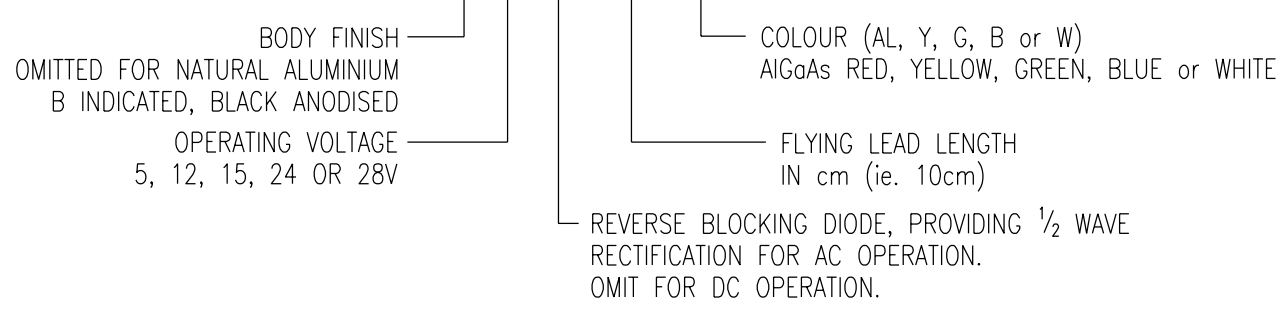 BODY FINISH
OMITTED FOR NATURAL ALUMINIUM
B INDICATED, BLACK ANODISED
OPERATING VOLTAGE
5, 12, 15, 24 OR 28V
COLOUR (AL, Y, G, B or W)
AlGaAs RED, YELLOW, GREEN, BLUE or WHITE
FLYING LEAD LENGTH
IN cm (ie. 10cm)
REVERSE BLOCKING DIODE, PROVIDING ½ WAVE
RECTIFICATION FOR AC OPERATION.
OMIT FOR DC OPERATION.